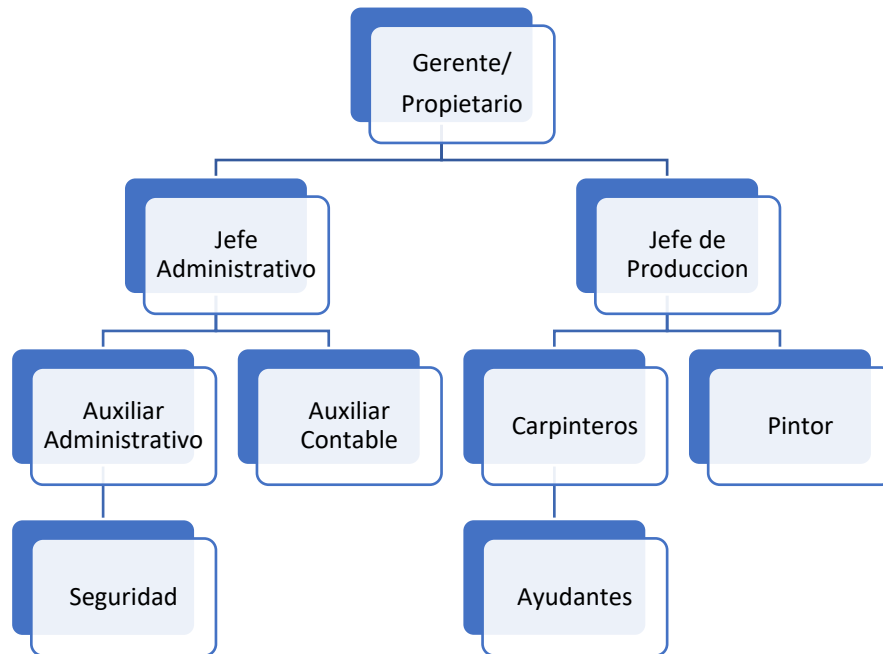 Gerente/
Propietario
Jefe
Administrativo
Jefe de
Produccion
Auxiliar
Administrativo
Auxiliar
Contable
Carpinteros
Pintor
Seguridad
Ayudantes